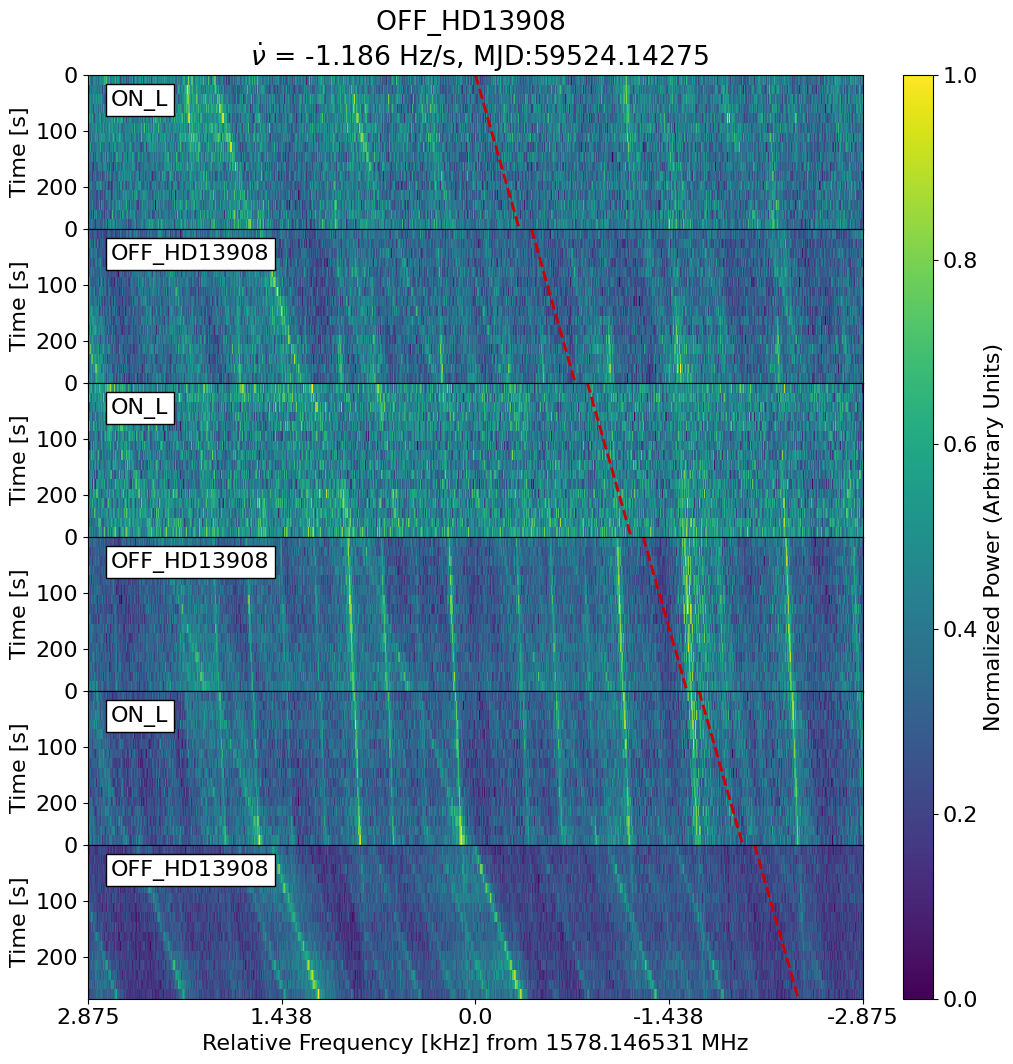 OFF_HD13908
ν̇ = -1.186 Hz/s, MJD:59524.14275
0
100
200
Time [s]
ON_L
0
100
200
Time [s]
OFF_HD13908
0
100
200
Time [s]
ON_L
0
100
200
Time [s]
OFF_HD13908
0
100
200
Time [s]
ON_L
0
100
200
Time [s]
OFF_HD13908
2.875 1.438 0.0 -1.438 -2.875
Relative Frequency [kHz] from 1578.146531 MHz
1.0
0.8
0.6
0.4
0.2
0.0
Normalized Power (Arbitrary Units)